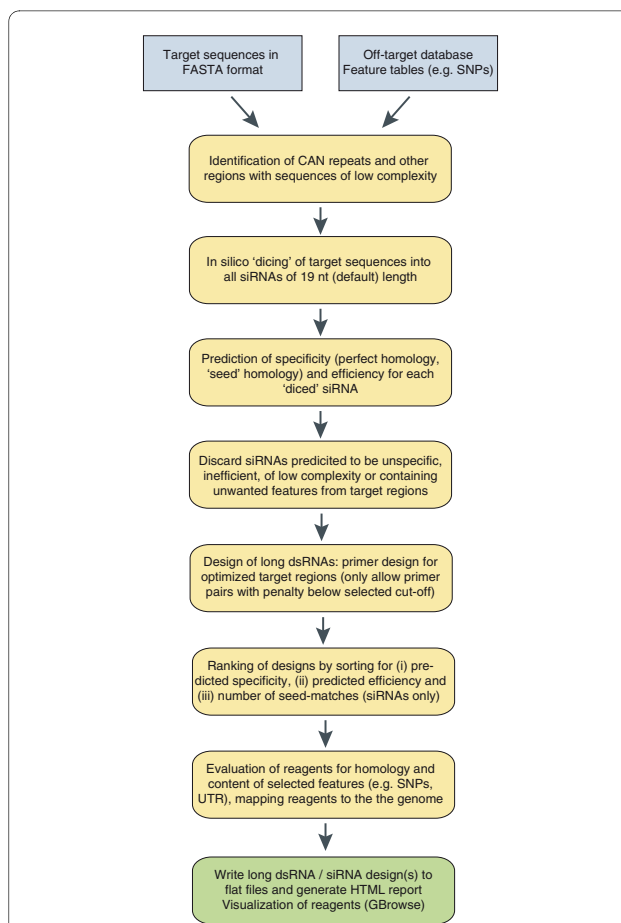 Target sequences in
FASTA format
Off-target database
Feature tables (e.g. SNPs)
Identification of CAN repeats and other
regions with sequences of low complexity
In silico ‘dicing’ of target sequences into
all siRNAs of 19 nt (default) length
Prediction of specificity (perfect homology,
‘seed’ homology) and efficiency for each
‘diced’ siRNA
Discard siRNAs predicited to be unspecific,
inefficient, of low complexity or containing
unwanted features from target regions
Design of long dsRNAs: primer design for
optimized target regions (only allow primer
pairs with penalty below selected cut-off)
Ranking of designs by sorting for (i) pre-
dicted specificity, (ii) predicted efficiency and
(iii) number of seed-matches (siRNAs only)
Evaluation of reagents for homology and
content of selected features (e.g. SNPs,
UTR), mapping reagents to the the genome
Write long dsRNA / siRNA design(s) to
flat files and generate HTML report
Visualization of reagents (GBrowse)